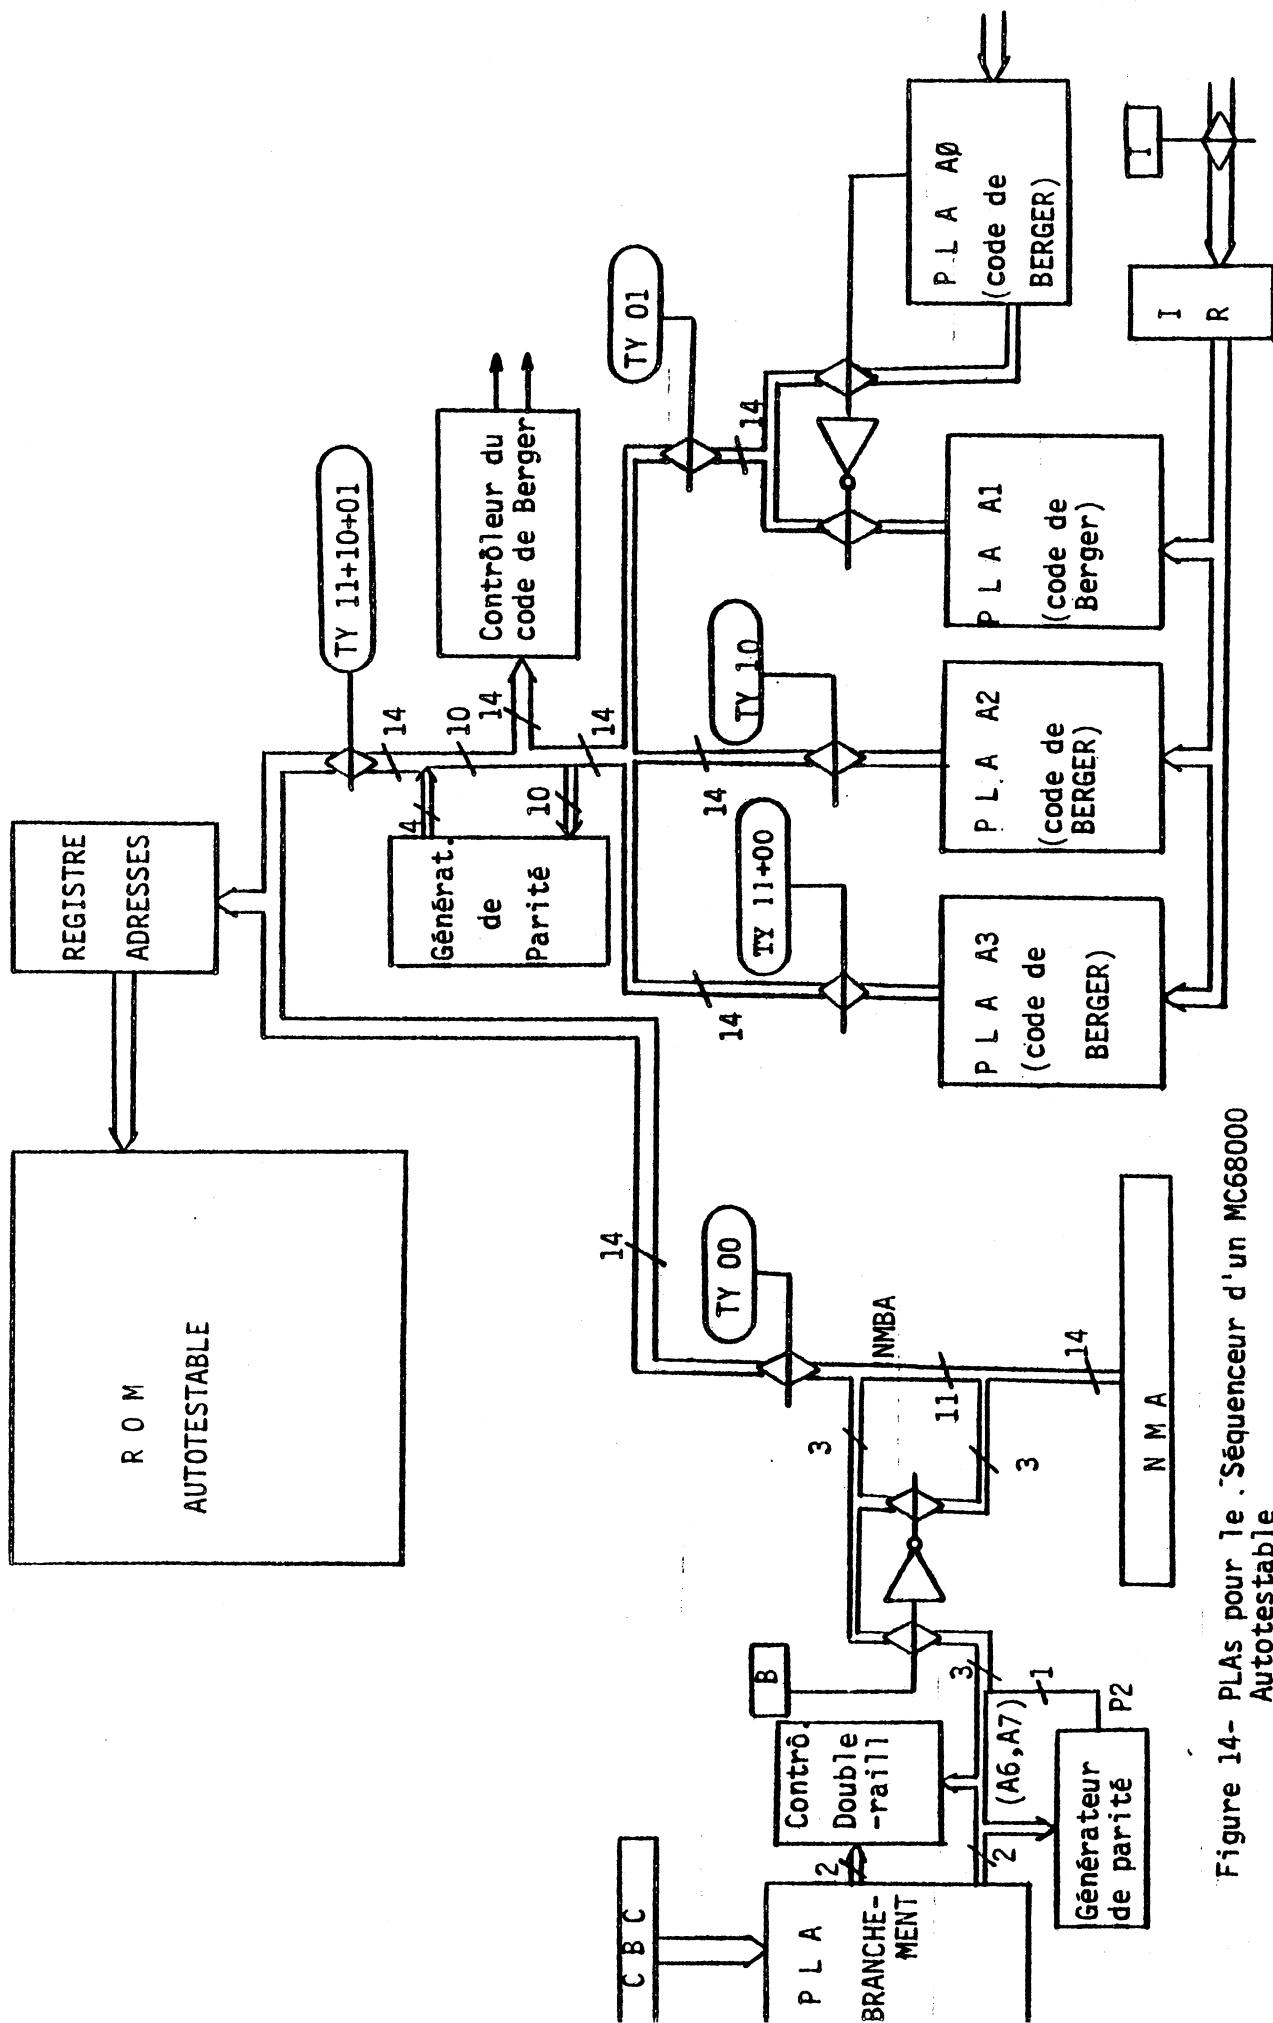 R O M
AUTOTESTABLE
REGISTRE
ADRESSES
TY 11+10+01
14
10
4
Générat.
de
Parité
10
14
Contrôleur du
code de Berger
14
TY 01
14
TY 11+00
14
TY 10
14
P L A A3
(code de
BERGER)
P L A A2
(code de
BERGER)
P L A A1
(code de
Berger)
P L A AØ
(code de
BERGER)
I
I R
14
TY 00
NMBA
3
11
3
14
N M A
C B C
P L A
BRANCHE-
MENT
2
Contrô.
Double
-raill
B
2
(A6,A7)
3
1
P2
Générateur
de parité
Figure 14- PLAs pour le Séquenceur d'un MC68000
Autotestable